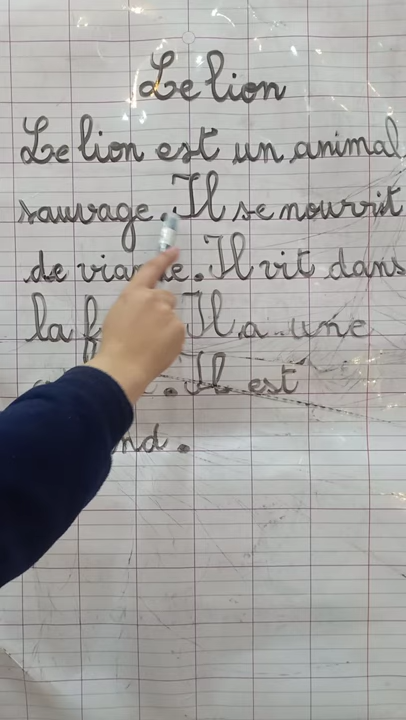 Le lion
Le lion est un animal
sauvage. Il se nourrit
de viande. Il vit dans
la Il a une
. Il est
.